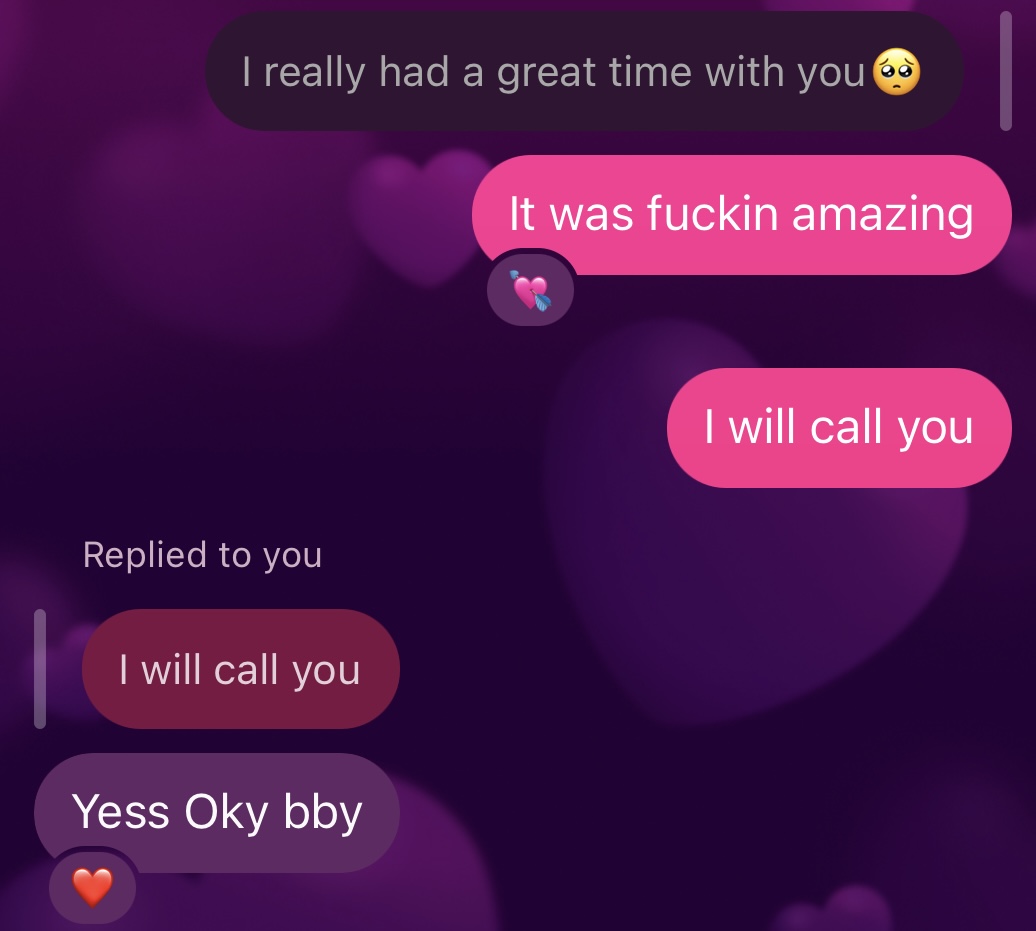 I really had a great time with you🥺
It was fuckin amazing
💘
I will call you
Replied to you
I will call you
Yess Oky bby
❤️